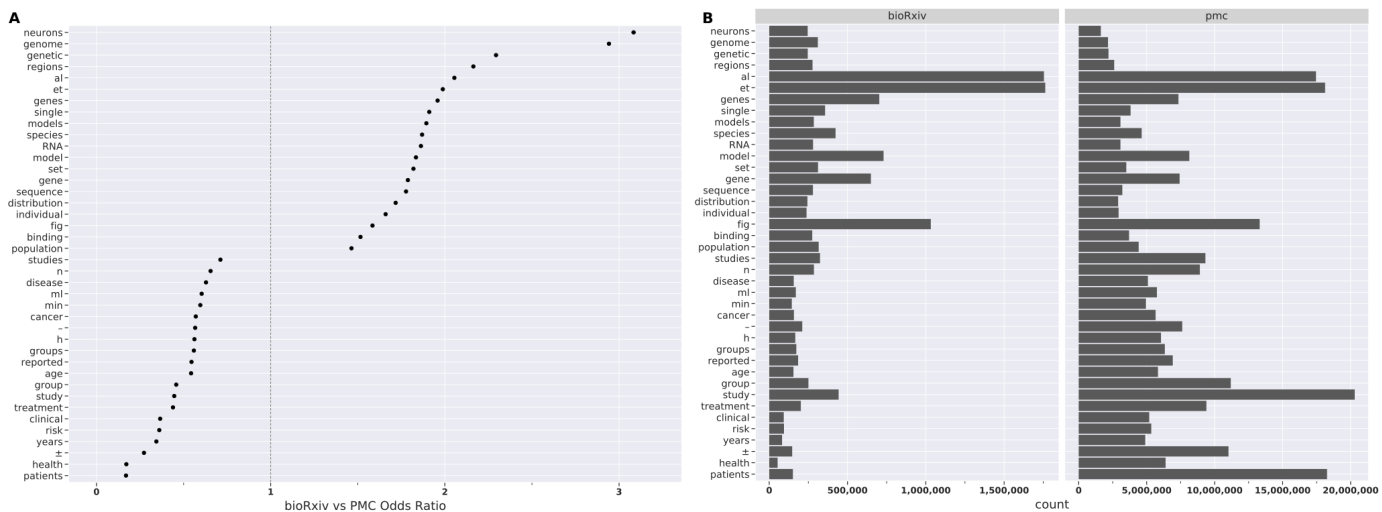 A
neurons
genome
genetic
regions
al
et
genes
single
models
species
RNA
model
set
gene
sequence
distribution
individual
fig
binding
population
studies
n
disease
ml
min
cancer
–
h
groups
reported
age
group
study
treatment
clinical
risk
years
±
health
patients
0 1 2 3
bioRxiv vs PMC Odds Ratio
B
bioRxiv pmc
neurons
genome
genetic
regions
al
et
genes
single
models
species
RNA
model
set
gene
sequence
distribution
individual
fig
binding
population
studies
n
disease
ml
min
cancer
–
h
groups
reported
age
group
study
treatment
clinical
risk
years
±
health
patients
0 500,000 1,000,000 1,500,000 0 5,000,000 10,000,000 15,000,000 20,000,000
count